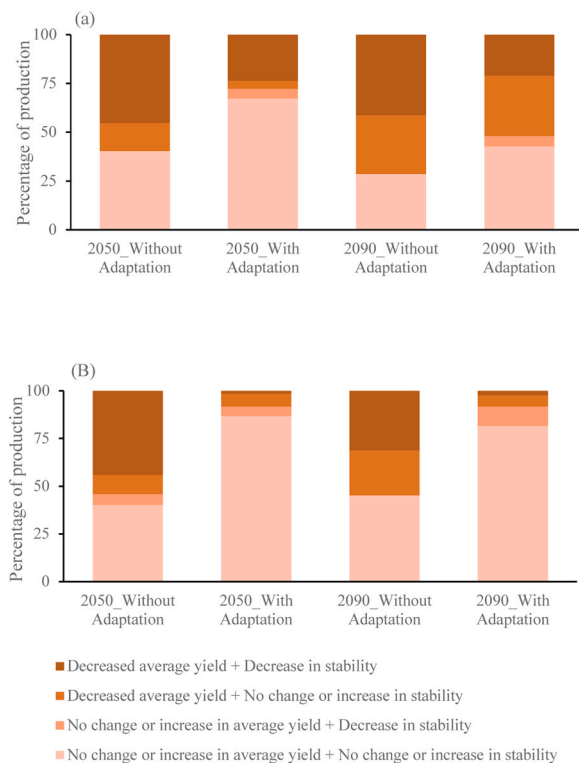 (a)
Percentage of production
100
75
50
25
0
2050_Without
Adaptation
2050_With
Adaptation
2090_Without
Adaptation
2090_With
Adaptation
(B)
Percentage of production
100
75
50
25
0
2050_Without
Adaptation
2050_With
Adaptation
2090_Without
Adaptation
2090_With
Adaptation
Decreased average yield + Decrease in stability
Decreased average yield + No change or increase in stability
No change or increase in average yield + Decrease in stability
No change or increase in average yield + No change or increase in stability